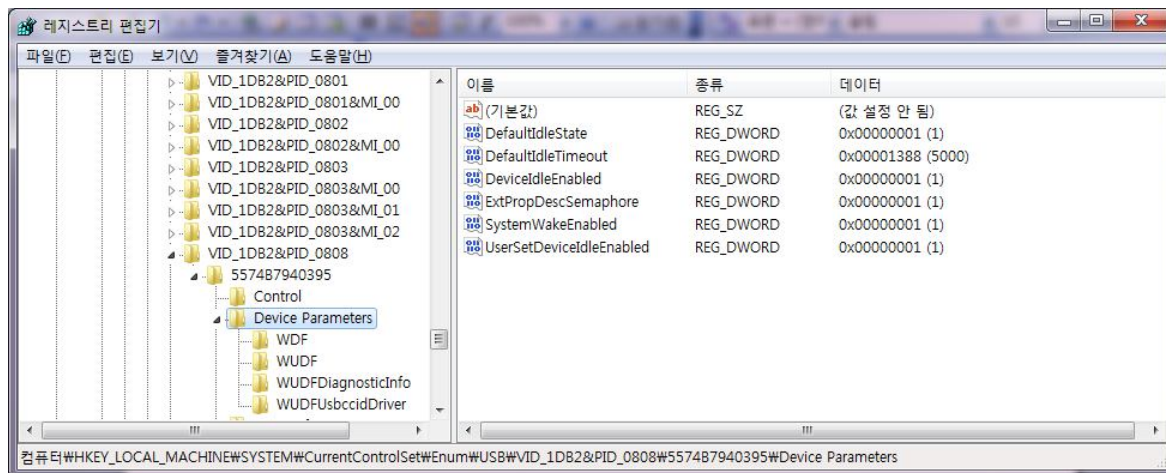 레지스트리 편집기
파일(F) 편집(E) 보기(V) 즐겨찾기(A) 도움말(H)
VID_1DB2&PID_0801
VID_1DB2&PID_0801&MI_00
VID_1DB2&PID_0802
VID_1DB2&PID_0802&MI_00
VID_1DB2&PID_0803
VID_1DB2&PID_0803&MI_00
VID_1DB2&PID_0803&MI_01
VID_1DB2&PID_0803&MI_02
VID_1DB2&PID_0808
5574B7940395
Control
Device Parameters
WDF
WUDF
WUDFDiagnosticInfo
WUDFUsbccidDriver
이름 종류 데이터
(기본값) REG_SZ (값 설정 안 됨)
DefaultIdleState REG_DWORD 0x00000001 (1)
DefaultIdleTimeout REG_DWORD 0x00001388 (5000)
DeviceIdleEnabled REG_DWORD 0x00000001 (1)
ExtPropDescSemaphore REG_DWORD 0x00000001 (1)
SystemWakeEnabled REG_DWORD 0x00000001 (1)
UserSetDeviceIdleEnabled REG_DWORD 0x00000001 (1)
컴퓨터₩HKEY_LOCAL_MACHINE₩SYSTEM₩CurrentControlSet₩Enum₩USB₩VID_1DB2&PID_0808₩5574B7940395₩Device Parameters